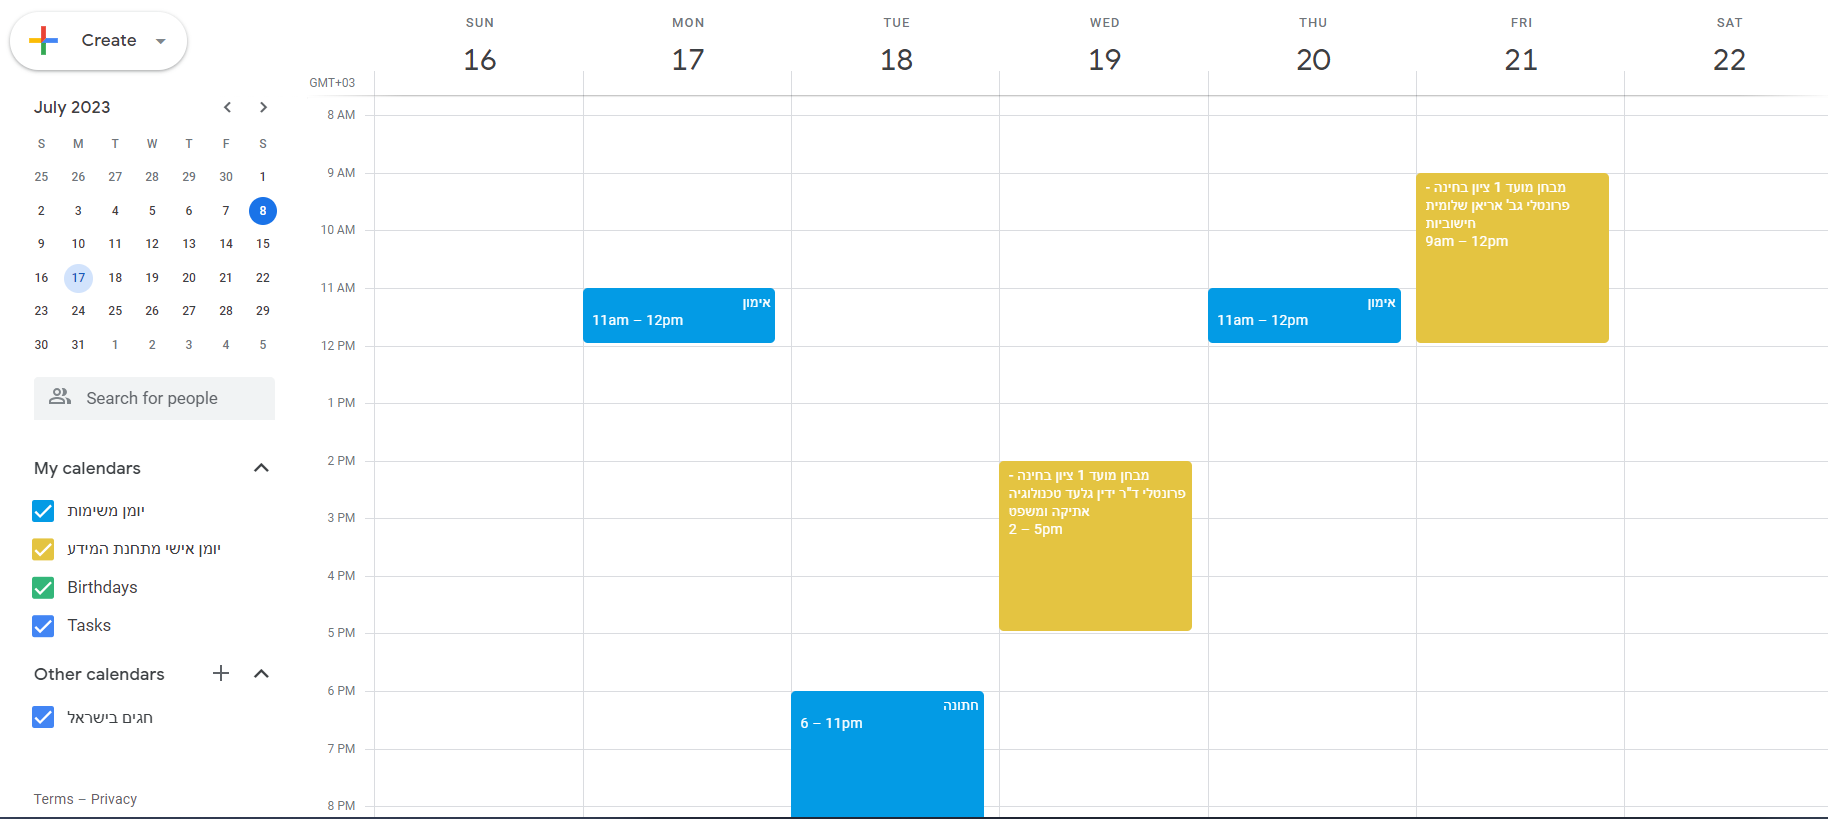 Create
July 2023
S M T W T F S
25 26 27 28 29 30 1
2 3 4 5 6 7 8
9 10 11 12 13 14 15
16 17 18 19 20 21 22
23 24 25 26 27 28 29
30 31 1 2 3 4 5
Search for people
My calendars
יומן משימות
יומן אישי מתחנת המידע
Birthdays
Tasks
Other calendars
חגים בישראל
Terms – Privacy
SUN MON TUE WED THU FRI SAT
16 17 18 19 20 21 22
GMT+03
8 AM
9 AM
10 AM
11 AM
12 PM
1 PM
2 PM
3 PM
4 PM
5 PM
6 PM
7 PM
8 PM
אימון
11am – 12pm
חתונה
6 – 11pm
מבחן מועד 1 ציון בחינה -
פרונטלי ד"ר ידין גלעד טכנולוגיה
אתיקה ומשפט
2 – 5pm
אימון
11am – 12pm
מבחן מועד 1 ציון בחינה -
פרונטלי גב' אריאן שלומית
חישוביות
9am – 12pm